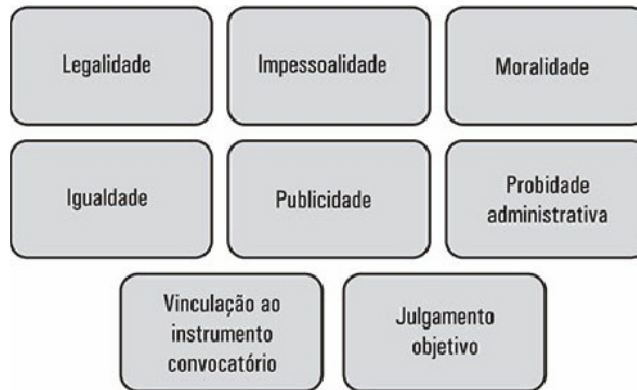 Legalidade
Impessoalidade
Moralidade
Igualdade
Publicidade
Probidade
administrativa
Vinculação ao
instrumento
convocatório
Julgamento
objetivo